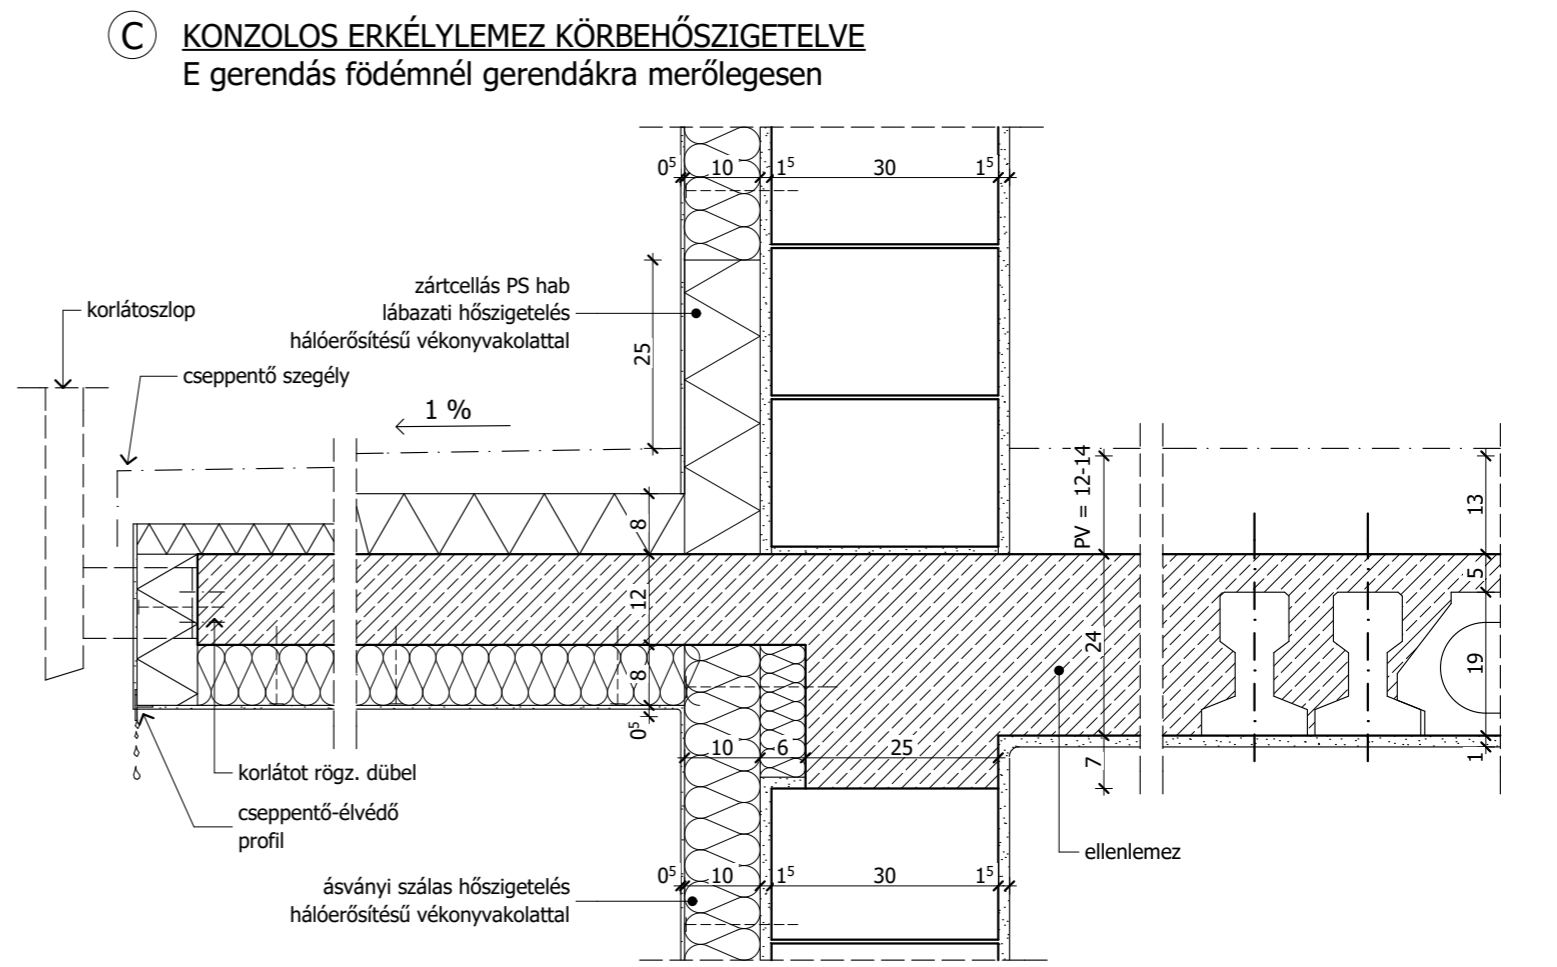 C KONZOLOS ERKÉLYLEMEZ KÖRBEHŐSZIGETELVE
E gerendás födémnél gerendákra merőlegesen
0⁵ 10 1⁵ 30 1⁵
zártcellás PS hab
lábazati hőszigetelés
hálóerősítésű vékonyvakolattal
korlátoszlop
cseppentő szegély
25
1 %
PV = 12-14
13
8
5
12
24
19
8
0⁵
10 6 25
7
1
korlátot rögz. dübel
cseppentő-élvédő
profil
ellenlemez
0⁵ 10 1⁵ 30 1⁵
ásványi szálas hőszigetelés
hálóerősítésű vékonyvakolattal